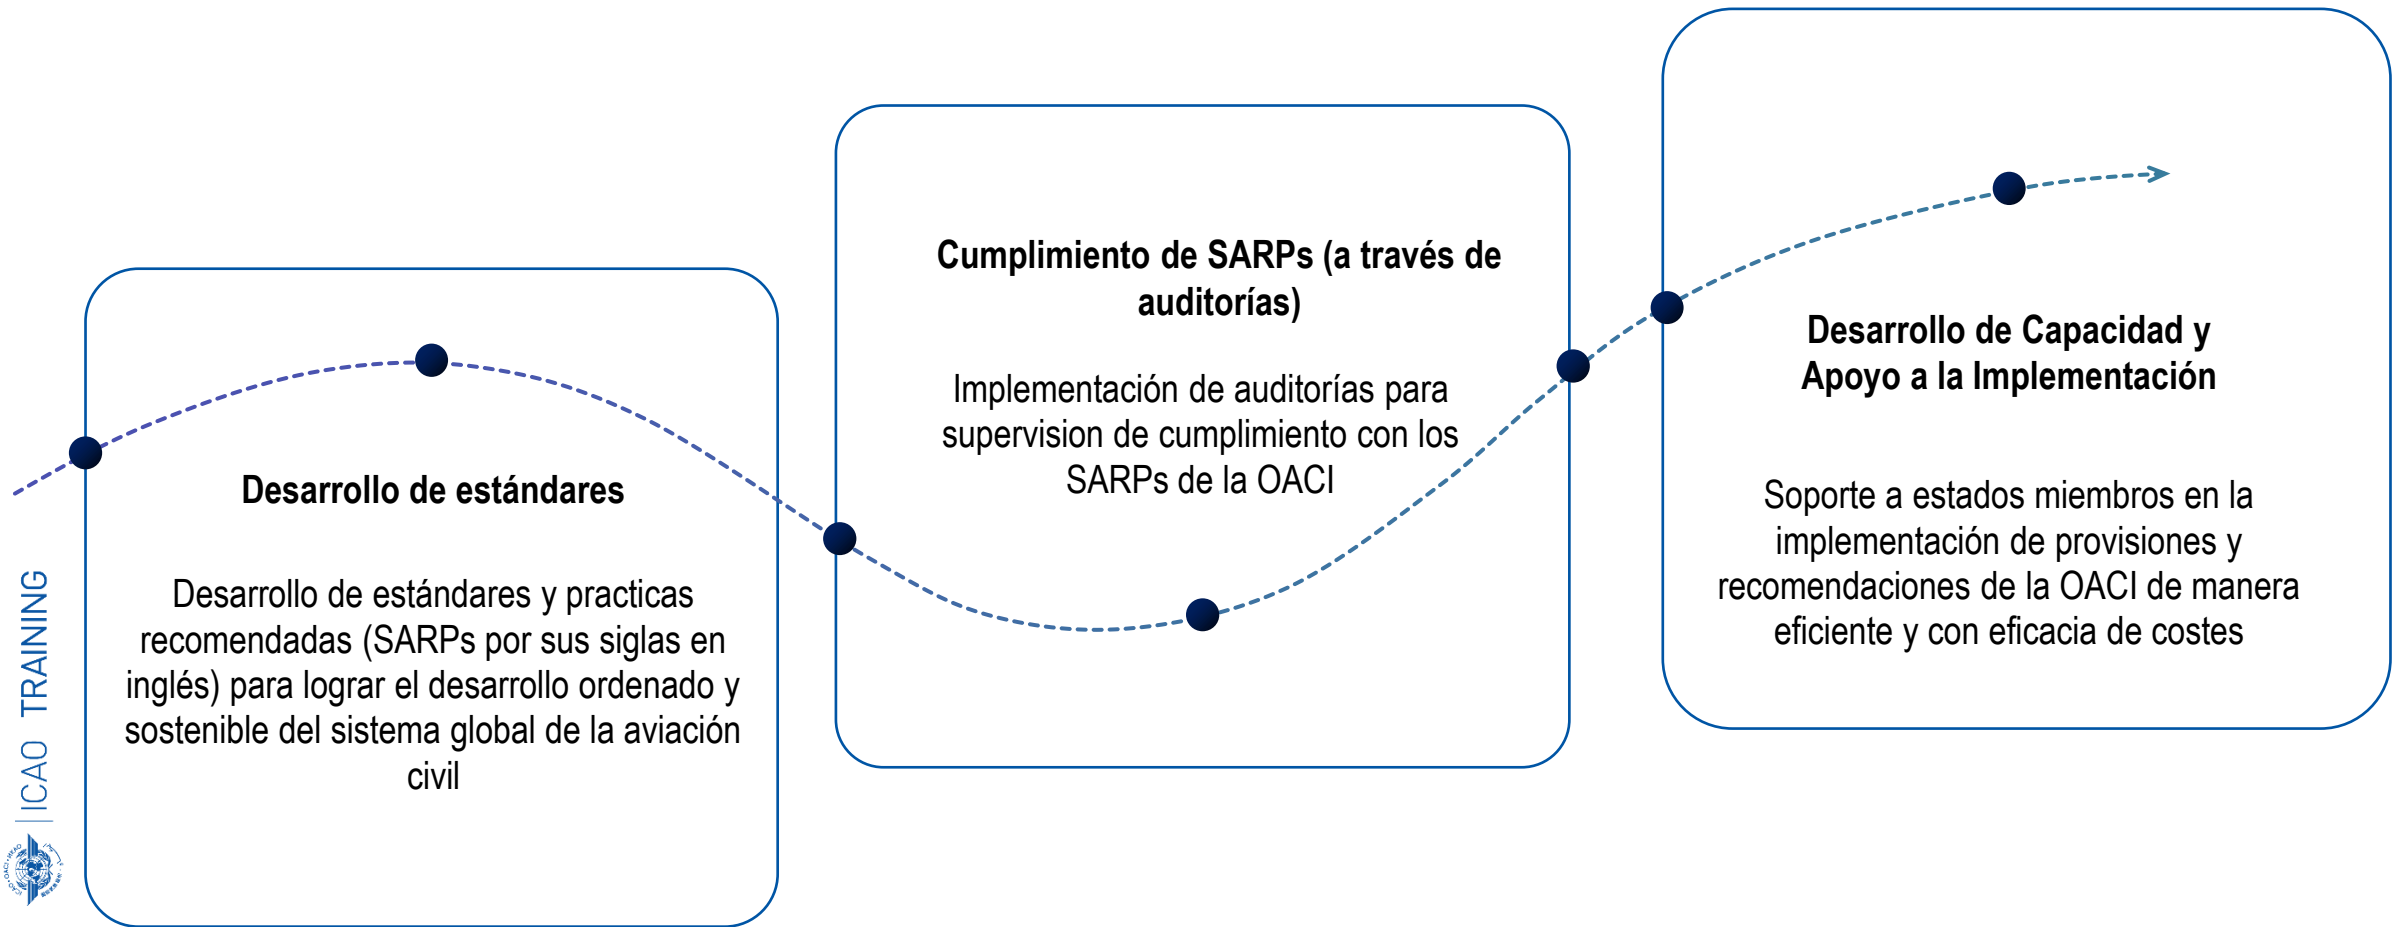 Desarrollo de estándares
Desarrollo de estándares y practicas
recomendadas (SARPs por sus siglas en
inglés) para lograr el desarrollo ordenado y
sostenible del sistema global de la aviación
civil
Cumplimiento de SARPs (a través de
auditorías)
Implementación de auditorías para
supervision de cumplimiento con los
SARPs de la OACI
Desarrollo de Capacidad y
Apoyo a la Implementación
Soporte a estados miembros en la
implementación de provisiones y
recomendaciones de la OACI de manera
eficiente y con eficacia de costes
ICAO TRAINING